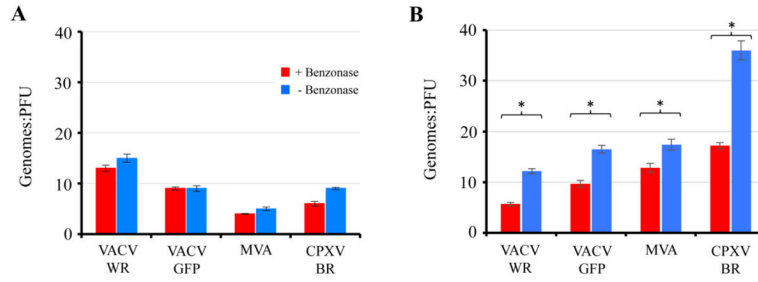 A
Genomes:PFU
40
30
20
10
0
+ Benzonase
- Benzonase
VACV WR
VACV GFP
MVA
CPXV BR
B
Genomes:PFU
40
30
20
10
0
*
*
*
*
VACV WR
VACV GFP
MVA
CPXV BR